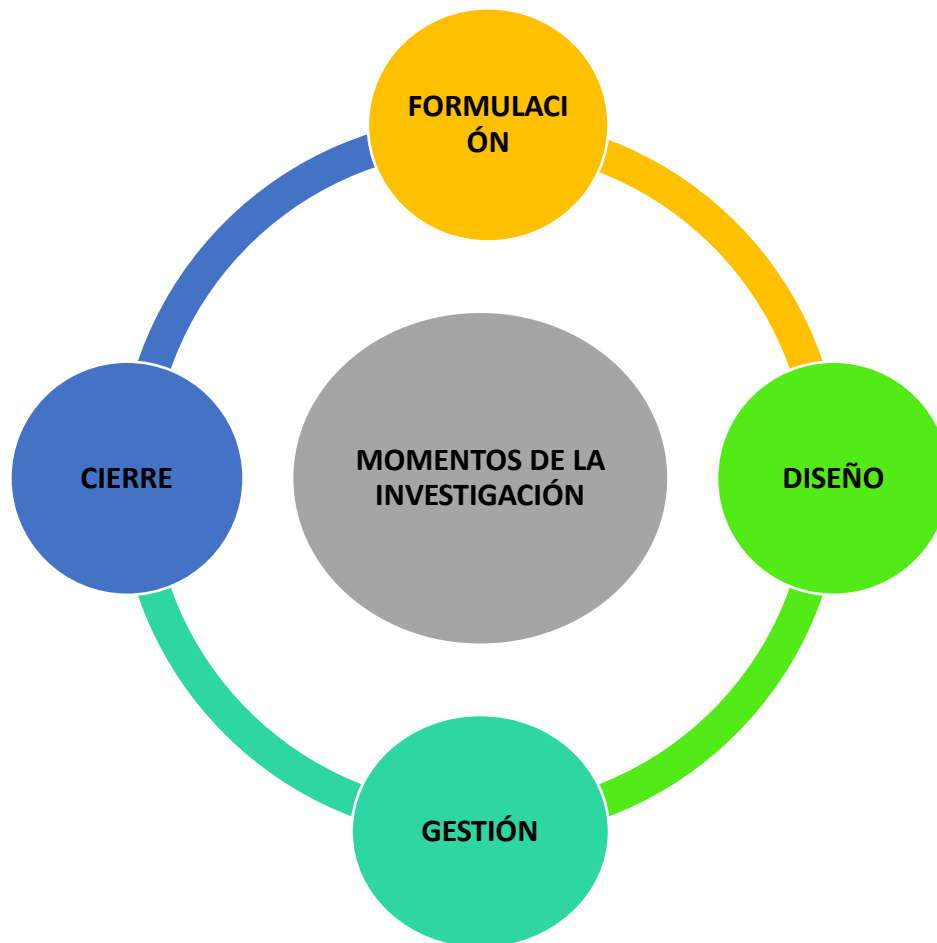 FORMULACI
ÓN
CIERRE
MOMENTOS DE LA
INVESTIGACIÓN
DISEÑO
GESTIÓN